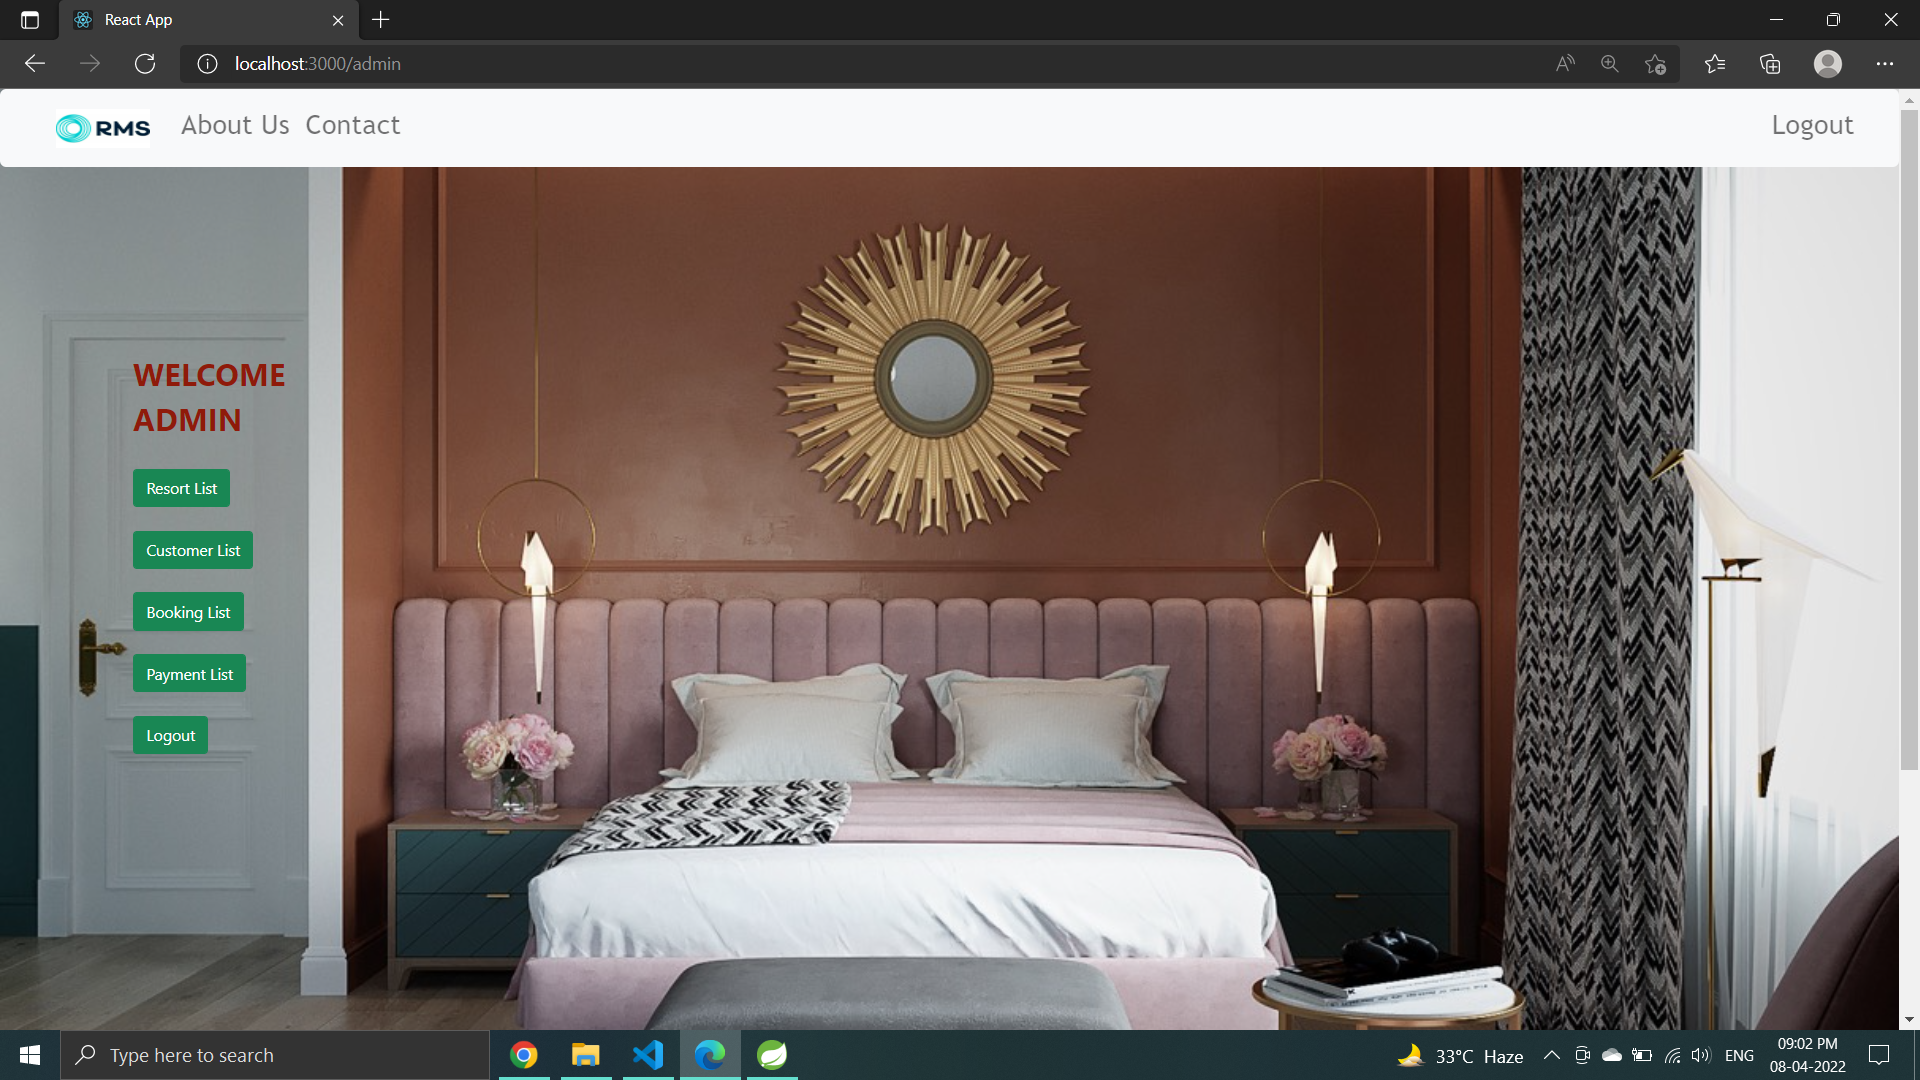 React App
localhost:3000/admin
RMS
About Us
Contact
Logout
WELCOME
ADMIN
Resort List
Customer List
Booking List
Payment List
Logout
Type here to search
33°C Haze
ENG
09:02 PM
08-04-2022